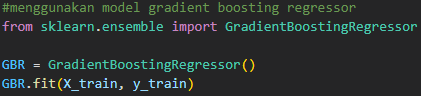 #menggunakan model gradient boosting regressor
from sklearn.ensemble import GradientBoostingRegressor

GBR = GradientBoostingRegressor()
GBR.fit(X_train, y_train)